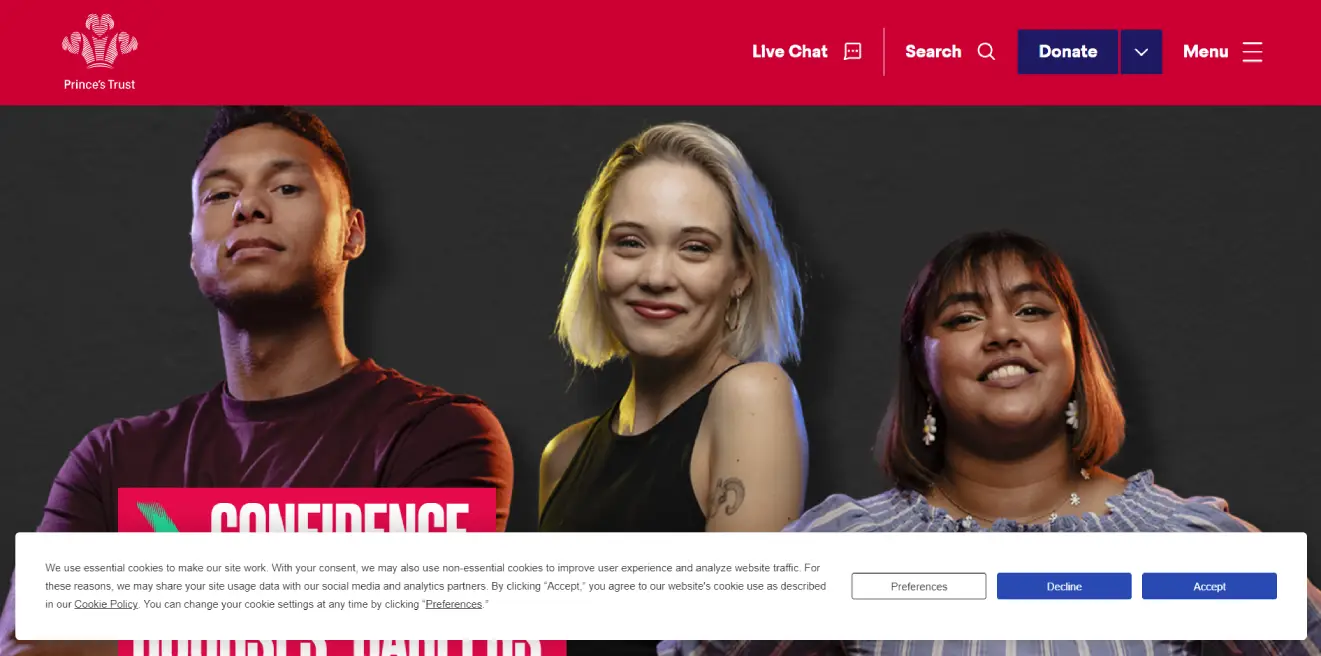 Prince's Trust
Live Chat
Search
Donate
Menu
CONFIDENCE
We use essential cookies to make our site work. With your consent, we may also use non-essential cookies to improve user experience and analyze website traffic. For
these reasons, we may share your site usage data with our social media and analytics partners. By clicking "Accept," you agree to our website's cookie use as described
in our Cookie Policy. You can change your cookie settings at any time by clicking "Preferences."
Preferences
Decline
Accept